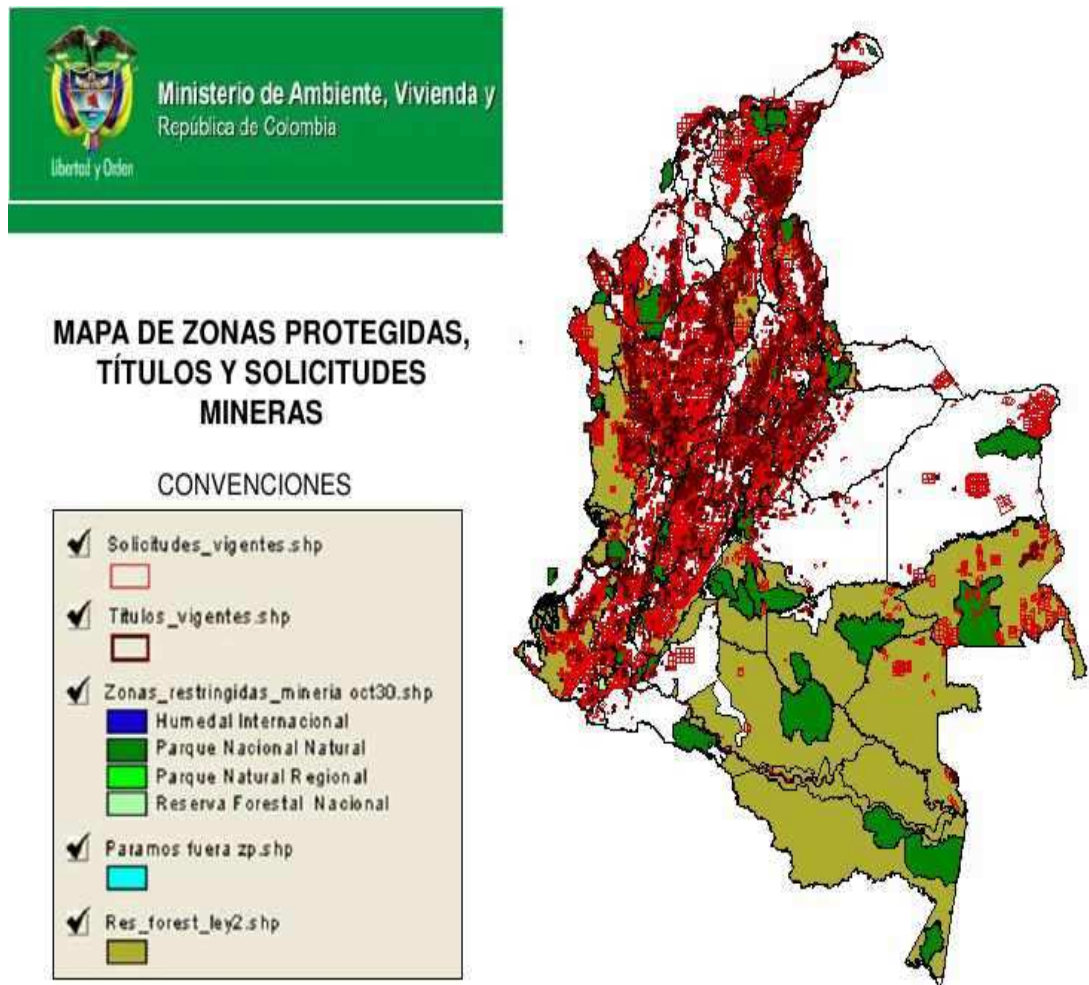 Ministerio de Ambiente, Vivienda y
República de Colombia
Libertad y Orden
MAPA DE ZONAS PROTEGIDAS,
TÍTULOS Y SOLICITUDES
MINERAS
CONVENCIONES
Solicitudes_vigentes.shp
Titulos_vigentes.shp
Zonas_restringidas_mineria oct30.shp
Humedal Internacional
Parque Nacional Natural
Parque Natural Regional
Reserva Forestal Nacional
Paramos fuera zp.shp
Res_forest_ley2.shp